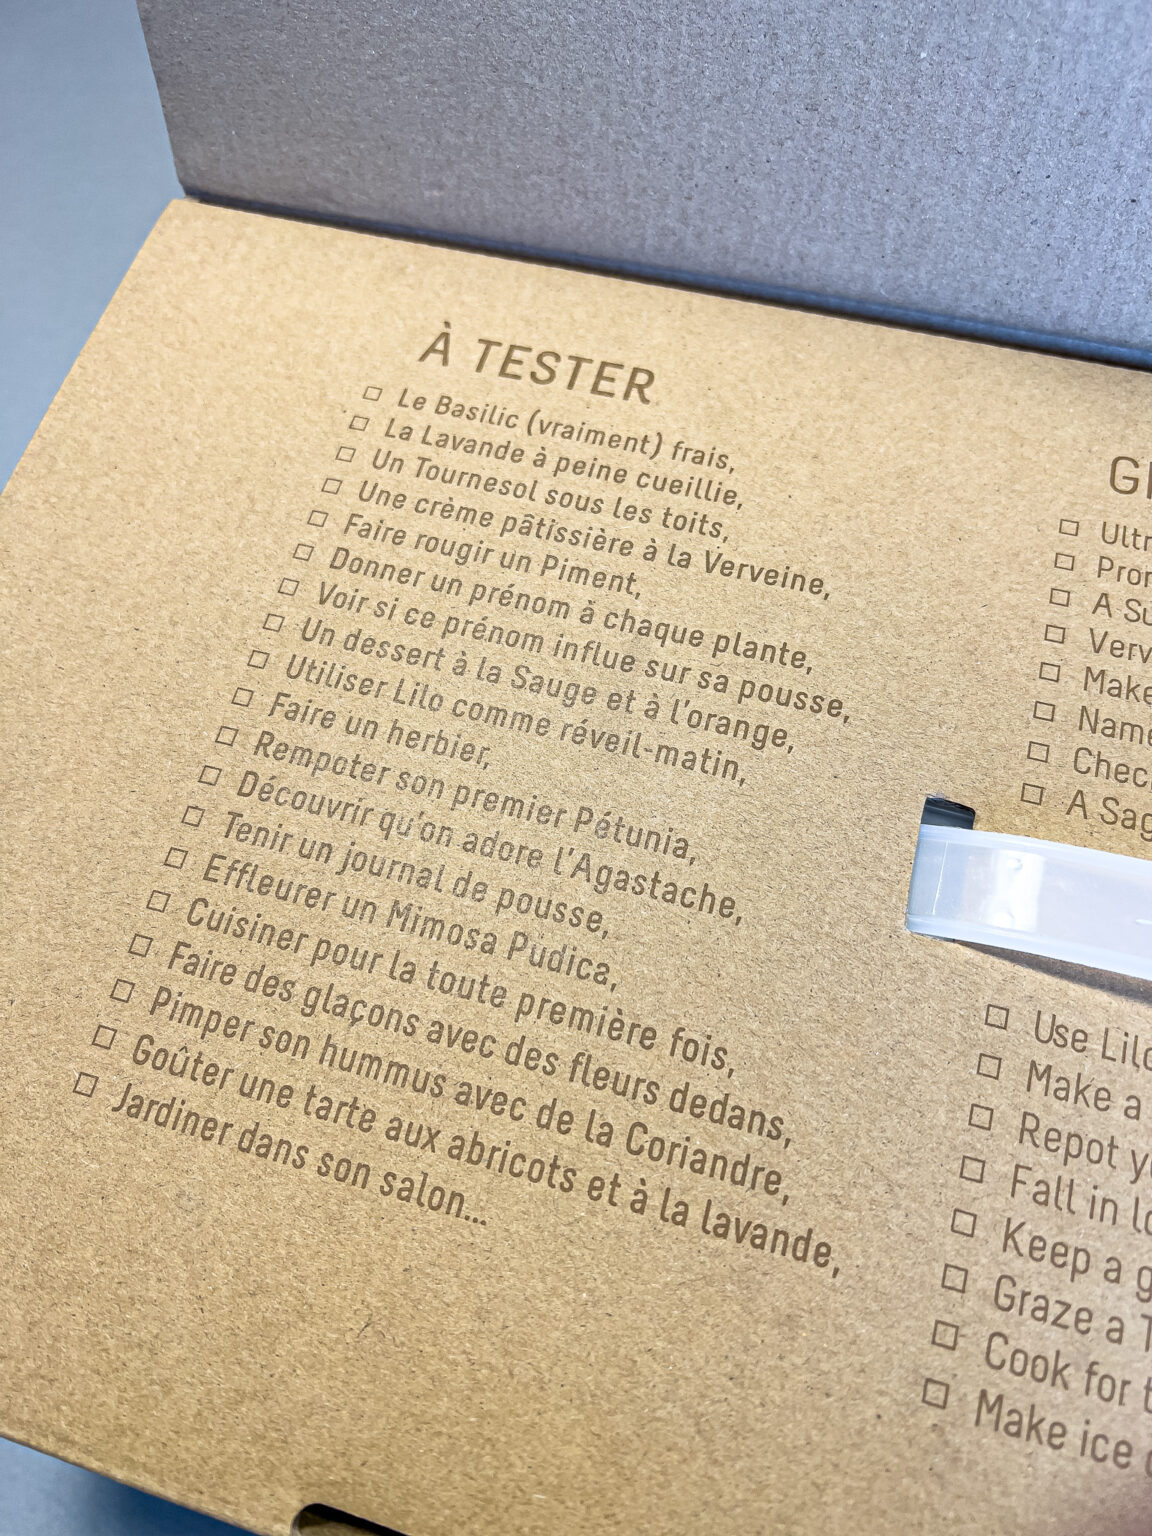 À TESTER
Le Basilic (vraiment) frais,
La Lavande à peine cueillie,
Un Tournesol sous les toits,
Une crème pâtissière à la Verveine,
Faire rougir un Piment,
Donner un prénom à chaque plante,
Voir si ce prénom influe sur sa pousse,
Un dessert à la Sauge et à l'orange,
Utiliser Lilo comme réveil-matin,
Faire un herbier,
Rempoter son premier Pétunia,
Découvrir qu'on adore l'Agastache,
Tenir un journal de pousse,
Effleurer un Mimosa Pudica,
Cuisiner pour la toute première fois,
Faire des glaçons avec des fleurs dedans,
Pimper son hummus avec de la Coriandre,
Goûter une tarte aux abricots et à la lavande,
Jardiner dans son salon...
A
Make
Use Lilo
Make a
Repot
Fall in
Keep a
Graze a
Cook for
Make ice